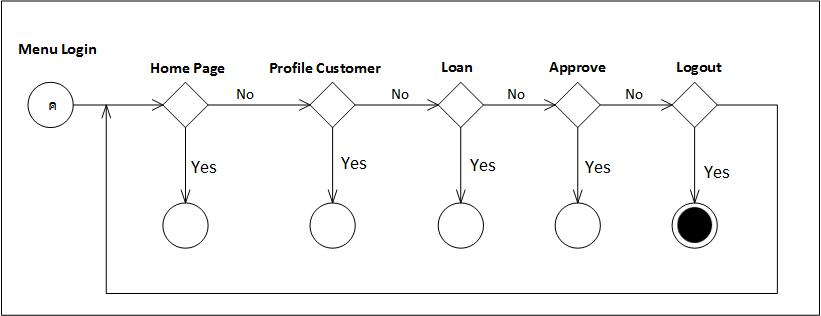 Menu Login
Home Page
Profile Customer
Loan
Approve
Logout
No
No
No
No
Yes
Yes
Yes
Yes
Yes